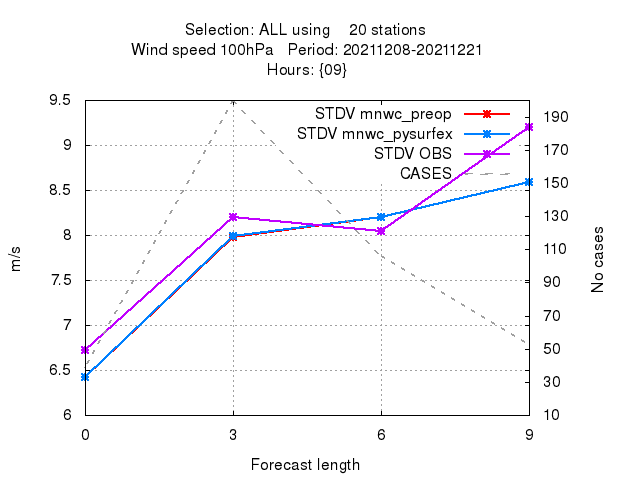 Selection: ALL using    20 stations
Wind speed 100hPa   Period: 20211208-20211221
Hours: {09}
STDV mnwc_preop
STDV mnwc_pysurfex
STDV OBS
CASES
9.5
9
8.5
8
7.5
7
6.5
6
m/s
190
170
150
130
110
90
70
50
30
10
No cases
0 3 6 9
Forecast length